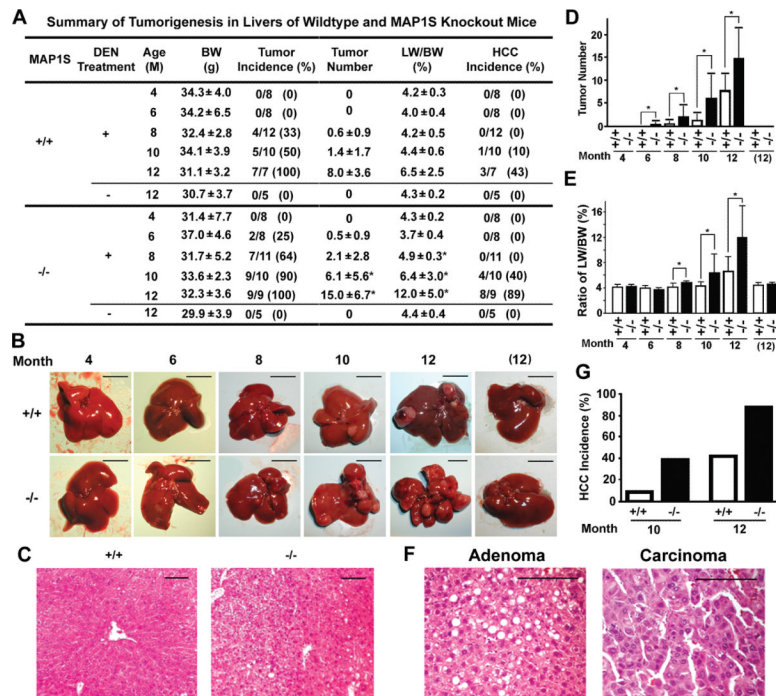 A
Summary of Tumorigenesis in Livers of Wildtype and MAP1S Knockout Mice
MAP1S DEN Treatment Age (M) BW (g) Tumor Incidence (%) Tumor Number LW/BW (%) HCC Incidence (%)
+/+ + 4 34.3±4.0 0/8 (0) 0 4.2±0.3 0/8 (0)
6 34.2±6.5 0/8 (0) 0 4.0±0.4 0/8 (0)
8 32.4±2.8 4/12 (33) 0.6±0.9 4.2±0.5 0/12 (0)
10 34.1±3.9 5/10 (50) 1.4±1.7 4.4±0.6 1/10 (10)
12 31.1±3.2 7/7 (100) 8.0±3.6 6.5±2.5 3/7 (43)
- 12 30.7±3.7 0/5 (0) 0 4.3±0.2 0/5 (0)
-/- + 4 31.4±7.7 0/8 (0) 0 4.3±0.2 0/8 (0)
6 37.0±4.6 2/8 (25) 0.5±0.9 3.7±0.4 0/8 (0)
8 31.7±5.2 7/11 (64) 2.1±2.8 4.9±0.3* 0/11 (0)
10 33.6±2.3 9/10 (90) 6.1±5.6* 6.4±3.0* 4/10 (40)
12 32.3±3.6 9/9 (100) 15.0±6.7* 12.0±5.0* 8/9 (89)
- 12 29.9±3.9 0/5 (0) 0 4.4±0.4 0/5 (0)
B
Month 4 6 8 10 12 (12)
+/+
-/-
C
+/+ -/-
D
Tumor Number
25
20
15
10
5
0
* * * *
+/+ -/- +/+ -/- +/+ -/- +/+ -/- +/+ -/- +/+ -/-
Month 4 6 8 10 12 (12)
E
Ratio of LW/BW (%)
16
12
8
4
0
* * *
+/+ -/- +/+ -/- +/+ -/- +/+ -/- +/+ -/- +/+ -/-
Month 4 6 8 10 12 (12)
F
Adenoma Carcinoma
G
HCC Incidence (%)
100
80
60
40
20
0
+/+ -/- +/+ -/-
Month 10 12